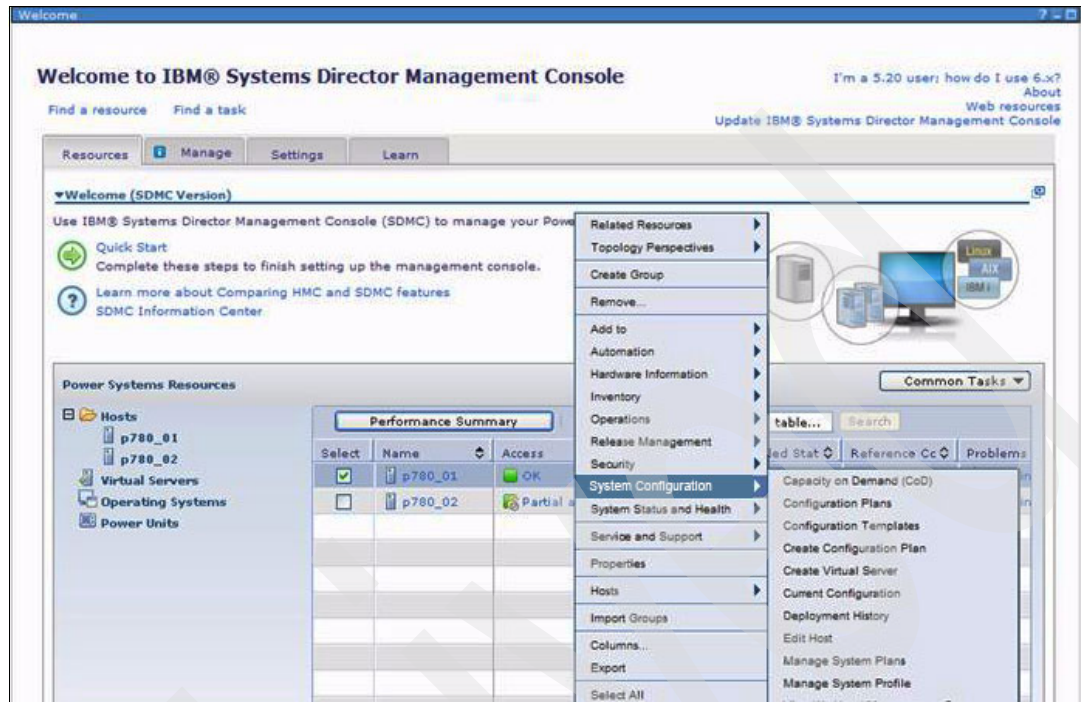 Welcome
? – □
Welcome to IBM® Systems Director Management Console
I'm a 5.20 user: how do I use 6.x?
About
Find a resource Find a task
Web resources
Update IBM® Systems Director Management Console
Resources Manage Settings Learn
Welcome (SDMC Version)
Use IBM® Systems Director Management Console (SDMC) to manage your Powe
Quick Start
Complete these steps to finish setting up the management console.
Learn more about Comparing HMC and SDMC features
SDMC Information Center
Linux
AIX
IBM i
Power Systems Resources
Common Tasks
Hosts
p780_01
p780_02
Virtual Servers
Operating Systems
Power Units
Performance Summary
table... Search
Select Name Access
led Stat Reference Cc Problems
p780_01 OK
p780_02 Partial a
Related Resources
Topology Perspectives
Create Group
Remove...
Add to
Automation
Hardware Information
Inventory
Operations
Release Management
Security
System Configuration
System Status and Health
Service and Support
Properties
Hosts
Import Groups
Columns...
Export
Select All
Capacity on Demand (CoD)
Configuration Plans
Configuration Templates
Create Configuration Plan
Create Virtual Server
Current Configuration
Deployment History
Edit Host
Manage System Plans
Manage System Profile